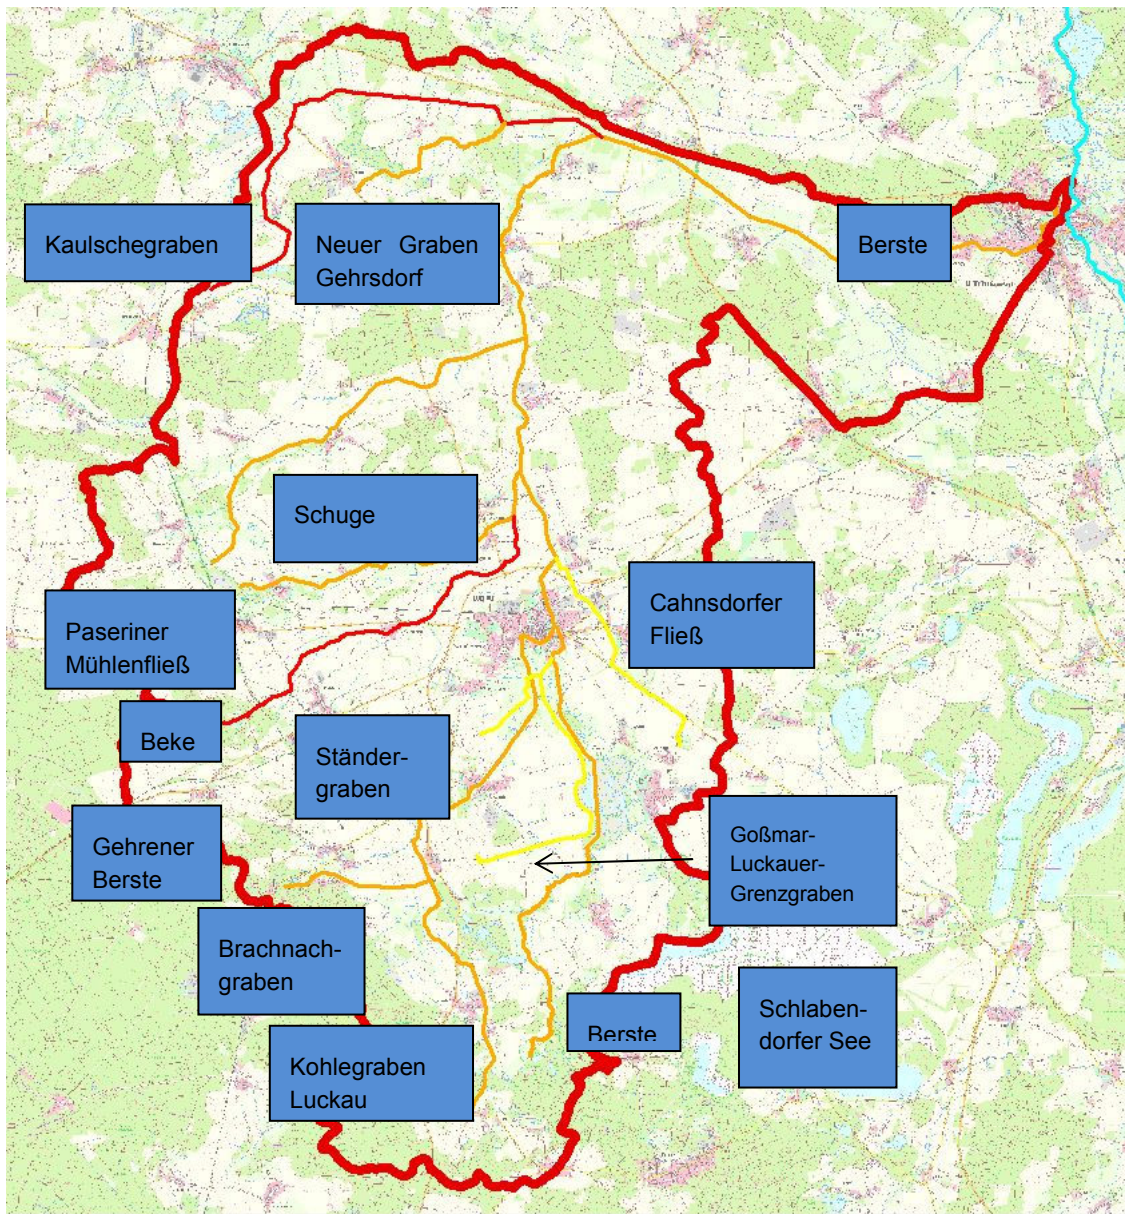 Kaulschegraben
Neuer Graben
Gehrsdorf
Berste
Schuge
Cahnsdorfer
Fließ
Paseriner
Mühlenfließ
Beke
Ständer-
graben
Goßmar-
Luckauer-
Grenzgraben
Gehrener
Berste
Brachnach-
graben
Schlaben-
dorfer See
Berste
Kohlegraben
Luckau